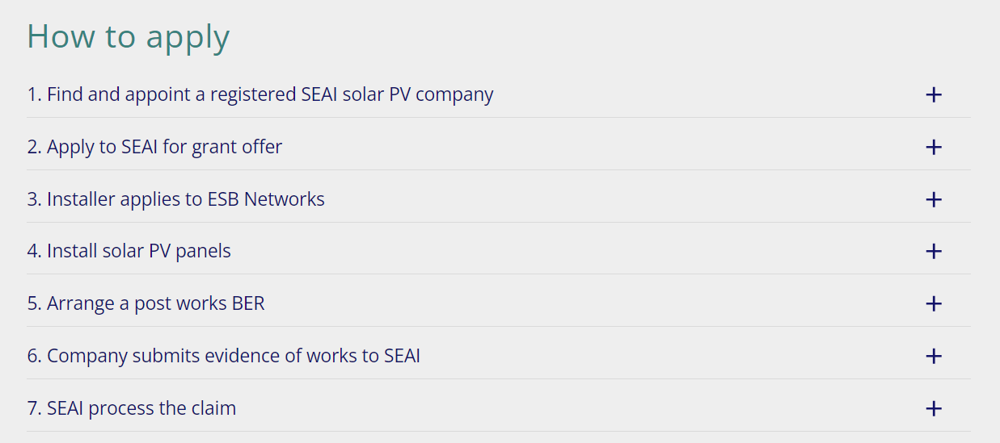 How to apply
1. Find and appoint a registered SEAI solar PV company
2. Apply to SEAI for grant offer
3. Installer applies to ESB Networks
4. Install solar PV panels
5. Arrange a post works BER
6. Company submits evidence of works to SEAI
7. SEAI process the claim